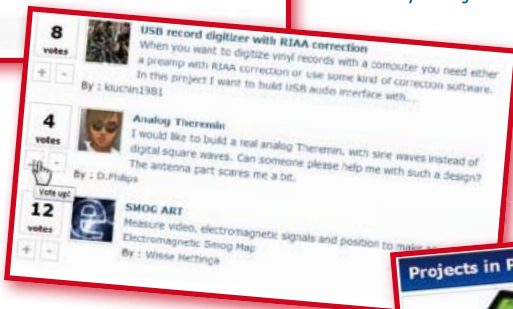 8
votes
+ -
USB record digitizer with RIAA correction
When you want to digitize vinyl records with a computer you need either
a preamp with RIAA correction or use some kind of correction software.
In this project I want to build USB audio interface with...
By : kiuchin1981
4
votes
-
Vote up!
Analog Theremin
I would like to build a real analog Theremin, with sine waves instead of
digital square waves. Can someone please help me with such a design?
The antenna part scares me a bit.
By : D.Philips
12
votes
+ -
SMOG ART
Measure video, electromagnetic signals and position to make
Electromagnetic Smog Map
By : Wisse Hettinga
Projects in P